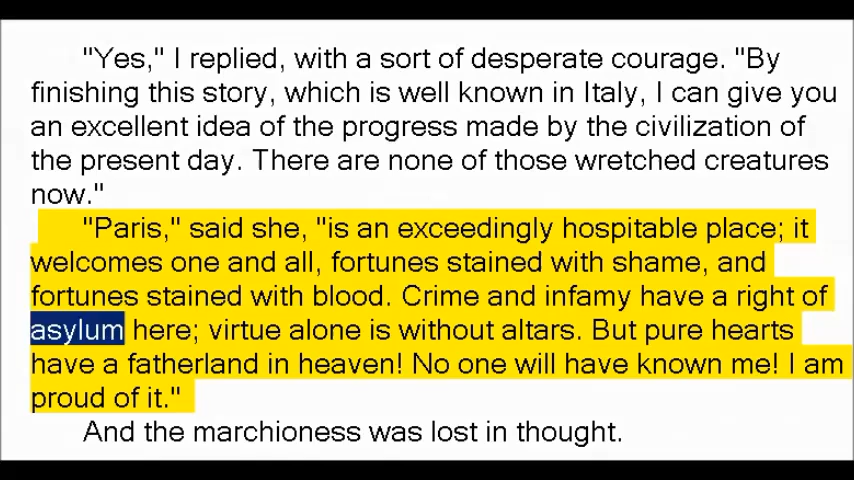 "Yes," I replied, with a sort of desperate courage. "By
finishing this story, which is well known in Italy, I can give you
an excellent idea of the progress made by the civilization of
the present day. There are none of those wretched creatures
now."
"Paris," said she, "is an exceedingly hospitable place; it
welcomes one and all, fortunes stained with shame, and
fortunes stained with blood. Crime and infamy have a right of
asylum here; virtue alone is without altars. But pure hearts
have a fatherland in heaven! No one will have known me! I am
proud of it."
And the marchioness was lost in thought.